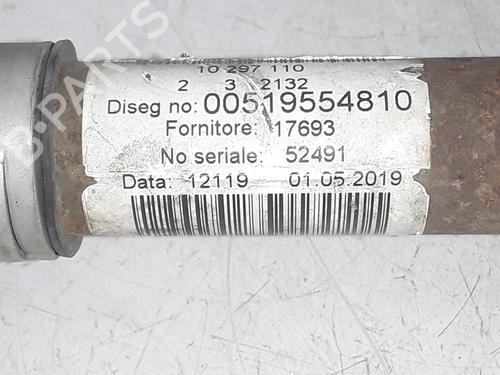 10 297 110
2 3 2132
Diseg no: 00519554810
Fornitore: 17693
No seriale: 52491
Data: 12119 01.05.2019
B-PARTS